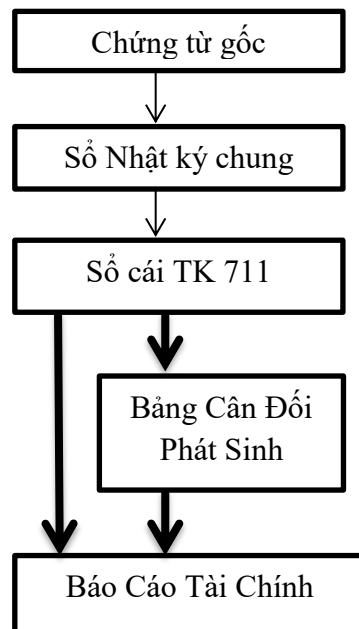 Chứng từ gốc
Sổ Nhật ký chung
Sổ cái TK 711
Bảng Cân Đối
Phát Sinh
Báo Cáo Tài Chính